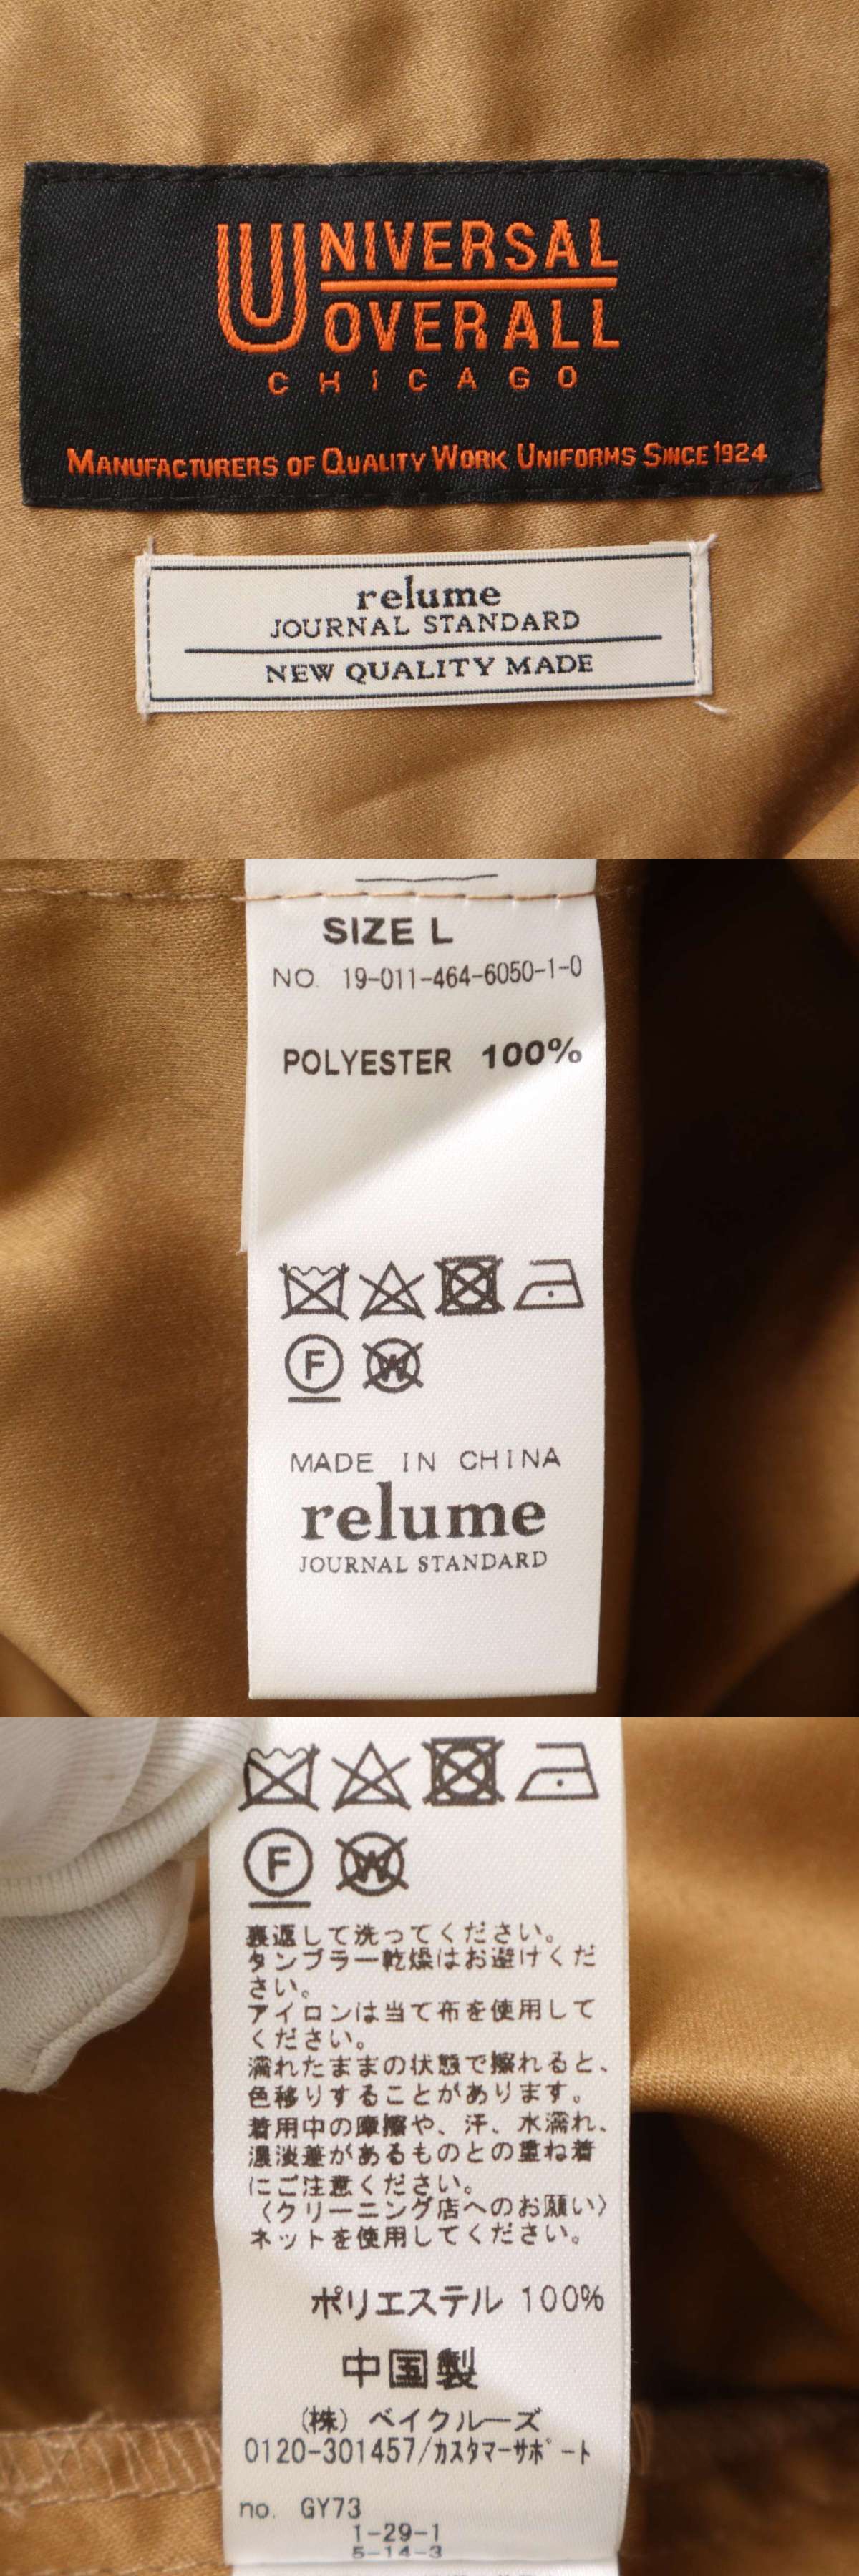 UNIVERSAL
OVERALL
CHICAGO
MANUFACTURERS OF QUALITY WORK UNIFORMS SINCE 1924
relume
JOURNAL STANDARD
NEW QUALITY MADE
SIZE L
NO. 19-011-464-6050-1-0
POLYESTER 100%
F W
MADE IN CHINA
relume
JOURNAL STANDARD
F W
裏返して洗ってください。
タンブラー乾燥はお避けくだ
さい。
アイロンは当て布を使用して
ください。
濡れたままの状態で擦れると、
色移りすることがあります。
着用中の摩擦や、汗、水濡れ、
濃淡差があるものとの重ね着
にご注意ください。
〈クリーニング店へのお願い〉
ネットを使用してください。
ポリエステル 100%
中国製
(株) ベイクルーズ
0120-301457/カスタマーサポート
no. GY73
1-29-1
5-14-3